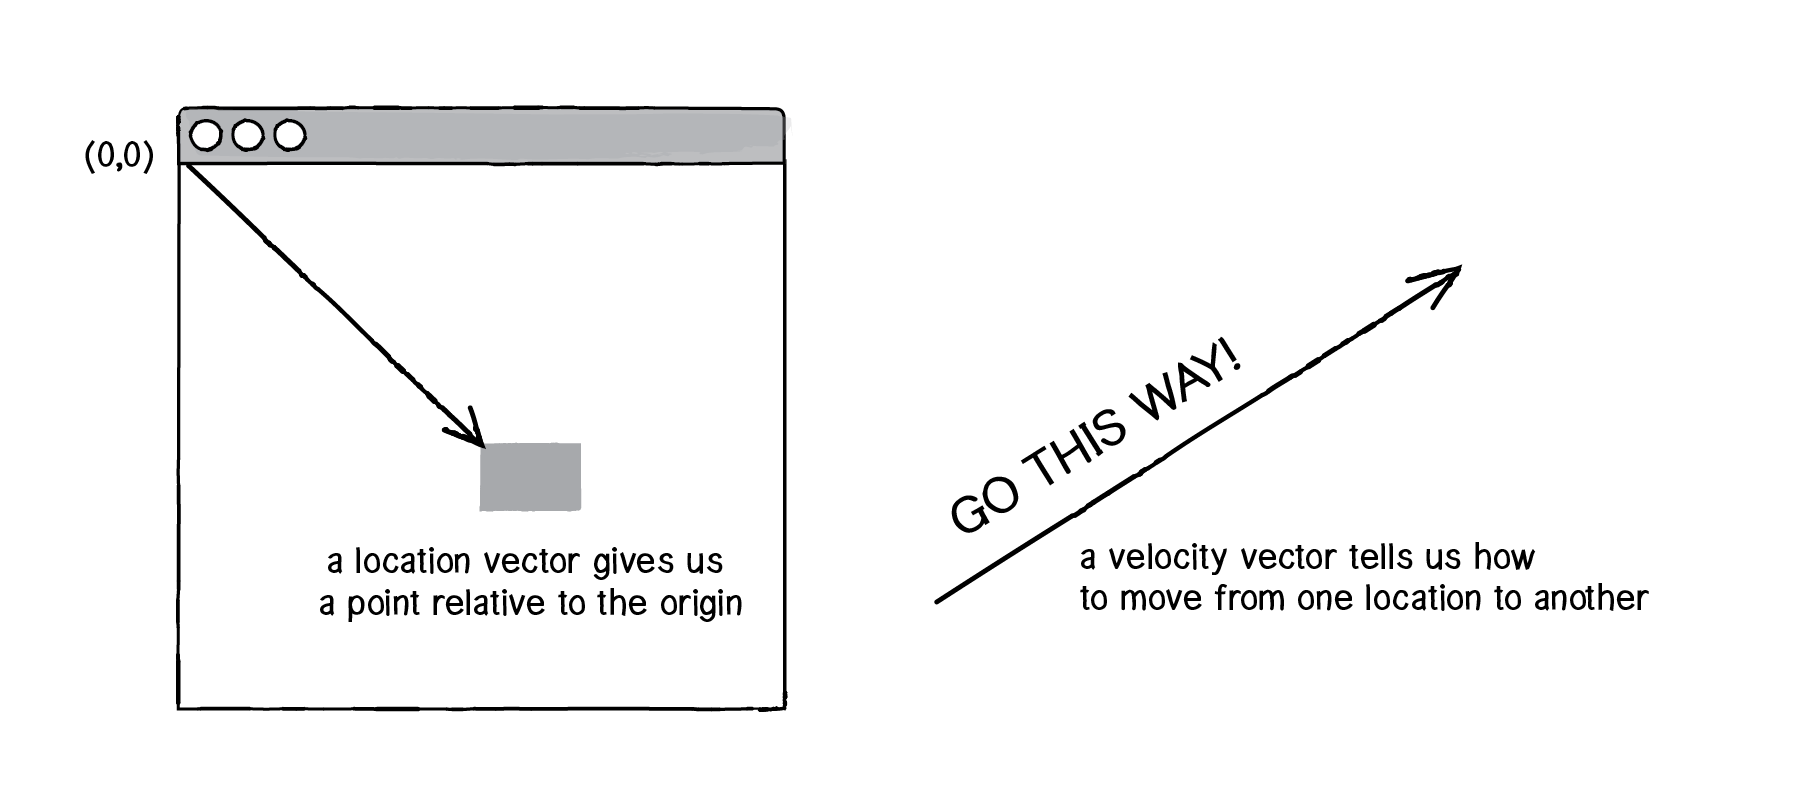 (0,0)
a location vector gives us
a point relative to the origin
GO THIS WAY!
a velocity vector tells us how
to move from one location to another